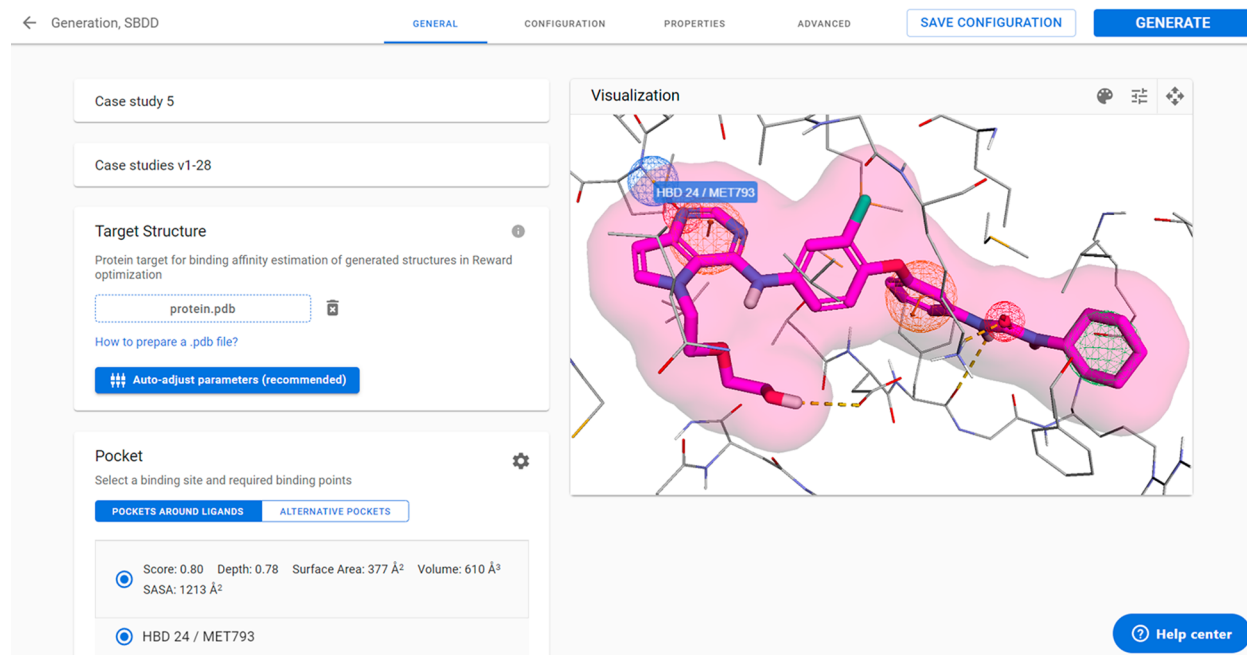 Generation, SBDD
GENERAL
CONFIGURATION
PROPERTIES
ADVANCED
SAVE CONFIGURATION
GENERATE
Case study 5
Case studies v1-28
Target Structure
Protein target for binding affinity estimation of generated structures in Reward
optimization
protein.pdb
How to prepare a .pdb file?
Auto-adjust parameters (recommended)
Pocket
Select a binding site and required binding points
POCKETS AROUND LIGANDS
ALTERNATIVE POCKETS
Score: 0.80 Depth: 0.78 Surface Area: 377 Å² Volume: 610 Å³
SASA: 1213 Å²
HBD 24 / MET793
Visualization
HBD 24 / MET793
Help center